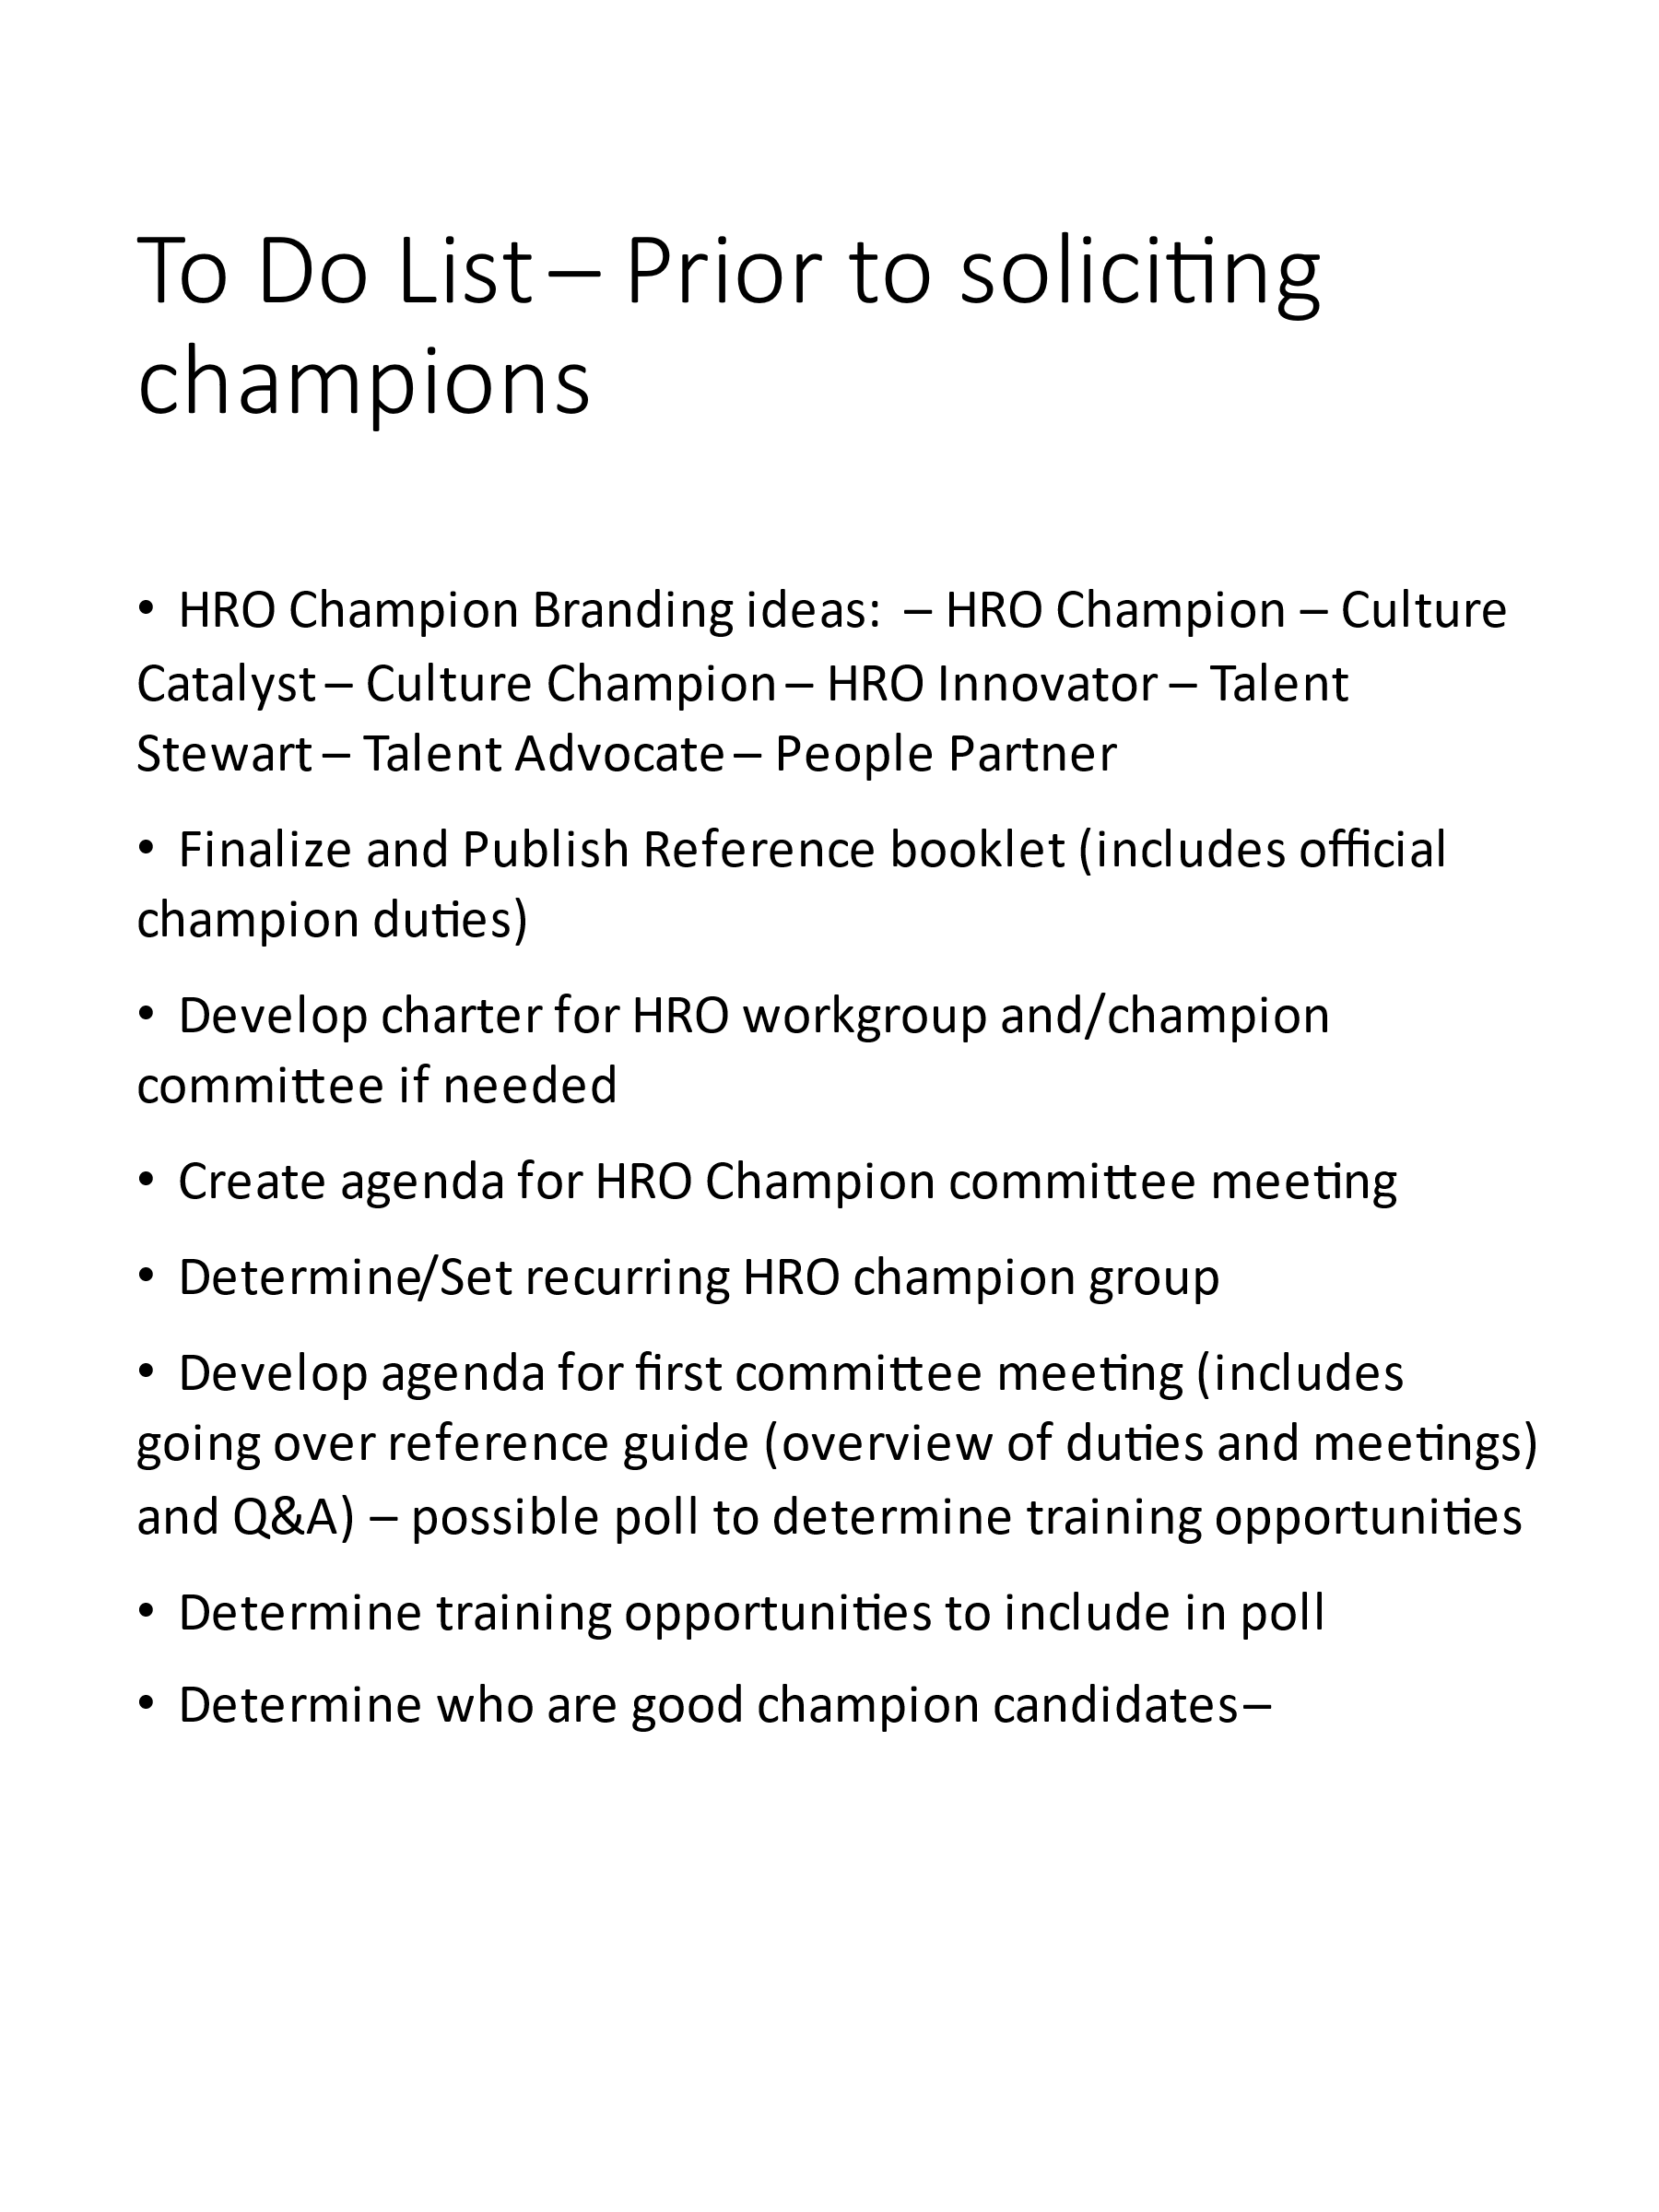 To Do List – Prior to soliciting
champions
• HRO Champion Branding ideas:  – HRO Champion – Culture
Catalyst – Culture Champion – HRO Innovator – Talent
Stewart – Talent Advocate – People Partner
• Finalize and Publish Reference booklet (includes official
champion duties)
• Develop charter for HRO workgroup and/champion
committee if needed
• Create agenda for HRO Champion committee meeting
• Determine/Set recurring HRO champion group
• Develop agenda for first committee meeting (includes
going over reference guide (overview of duties and meetings)
and Q&A) – possible poll to determine training opportunities
• Determine training opportunities to include in poll
• Determine who are good champion candidates –